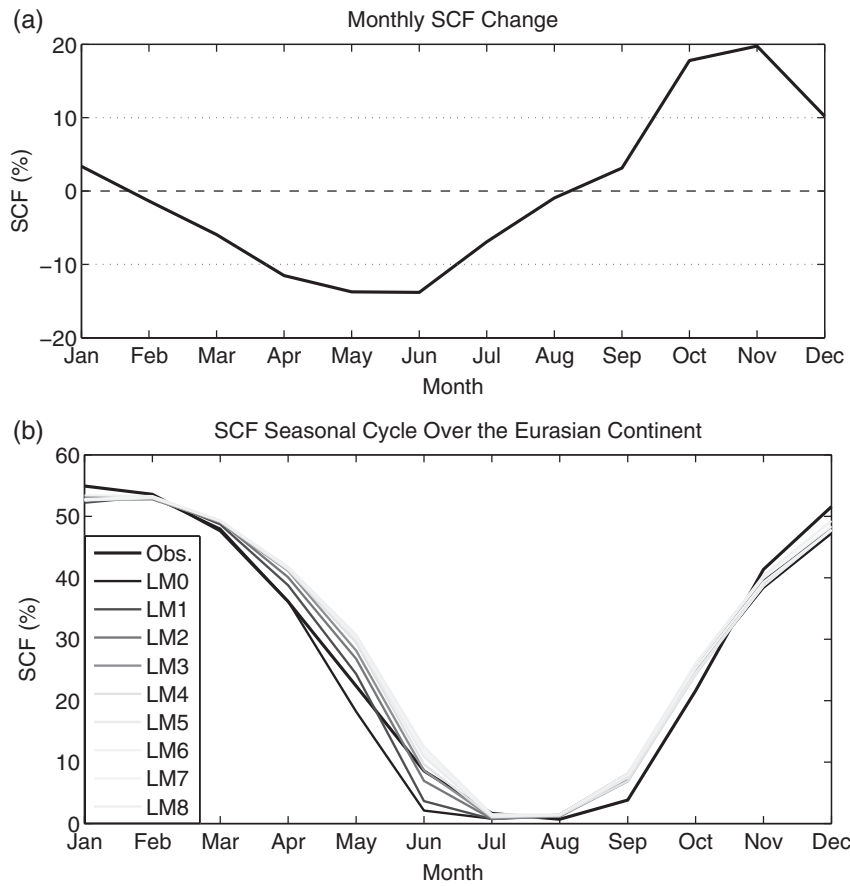 (a)
Monthly SCF Change
20
10
0
−10
−20
SCF (%)
Jan Feb Mar Apr May Jun Jul Aug Sep Oct Nov Dec
Month
(b)
SCF Seasonal Cycle Over the Eurasian Continent
60
50
40
30
20
10
0
SCF (%)
Obs.
LM0
LM1
LM2
LM3
LM4
LM5
LM6
LM7
LM8
Jan Feb Mar Apr May Jun Jul Aug Sep Oct Nov Dec
Month